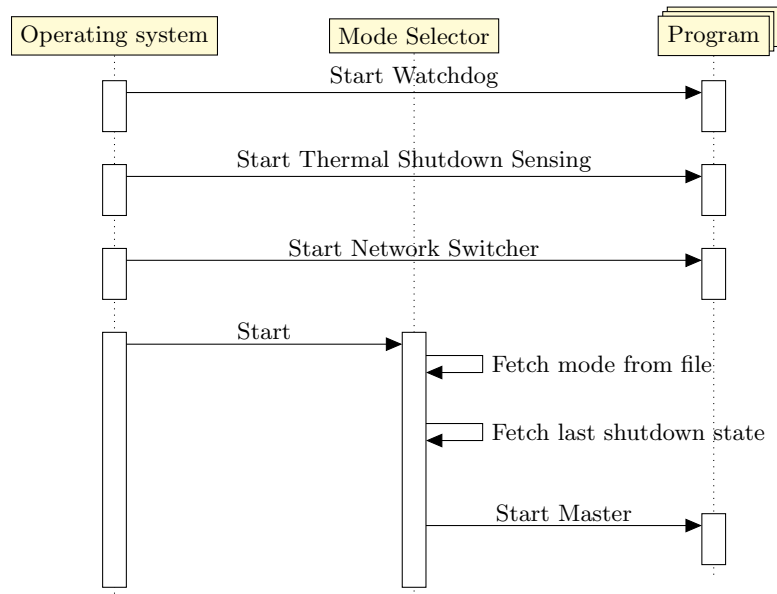 Operating system
Mode Selector
Program
Start Watchdog
Start Thermal Shutdown Sensing
Start Network Switcher
Start
Fetch mode from file
Fetch last shutdown state
Start Master